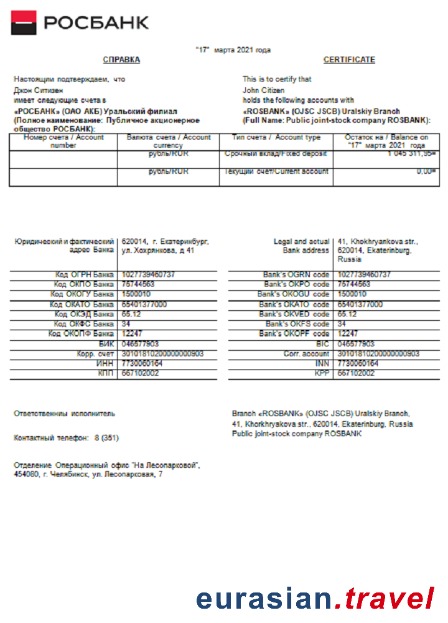 РОСБАНК
"17" марта 2021 года
СПРАВКА
CERTIFICATE
Настоящим подтверждаем, что
Джон Ситизен
имеет следующие счета в
«РОСБАНК» (ОАО АКБ) Уральский филиал
(Полное наименование: Публичное акционерное
общество РОСБАНК):
This is to certify that
John Citizen
holds the following accounts with
«ROSBANK» (OJSC JSCB) Uralskiy Branch
(Full Name: Public joint-stock company ROSBANK):
Номер счета / Account number
Валюта счета / Account currency
Тип счета / Account type
Остаток на / Balance on "17" марта 2021 года
рубль/RUR Срочный вклад/Fixed deposit 1 045 311,95=
рубль/RUR Текущий счет/Current account 0,00=
Юридический и фактический адрес Банка
620014, г. Екатеринбург, ул. Хохрякова, д 41
Код ОГРН Банка 1027739460737
Код ОКПО Банка 75744563
Код ОКОГУ Банка 1500010
Код ОКАТО Банка 65401377000
Код ОКЭД Банка 65.12
Код ОКФС Банка 34
Код ОКОПФ Банка 12247
БИК 046577903
Корр. счет 30101810200000000903
ИНН 7730060164
КПП 667102002
Legal and actual Bank address
41, Khokhryankova str., 620014, Ekaterinburg, Russia
Bank's OGRN code 1027739460737
Bank's OKPO code 75744563
Bank's OKOGU code 1500010
Bank's OKATO code 65401377000
Bank's OKVED code 65.12
Bank's OKFS code 34
Bank's OKOPF code 12247
BIC 046577903
Corr. account 30101810200000000903
INN 7730060164
KPP 667102002
Ответственны исполнитель
Контактный телефон: 8 (351)
Отделение Операционный офис "На Лесопарковой",
454080, г. Челябинск, ул. Лесопарковая, 7
Branch «ROSBANK» (OJSC JSCB) Uralskiy Branch,
41, Khorkhryakova str., 620014, Ekaterinburg, Russia
Public joint-stock company ROSBANK
eurasian.travel